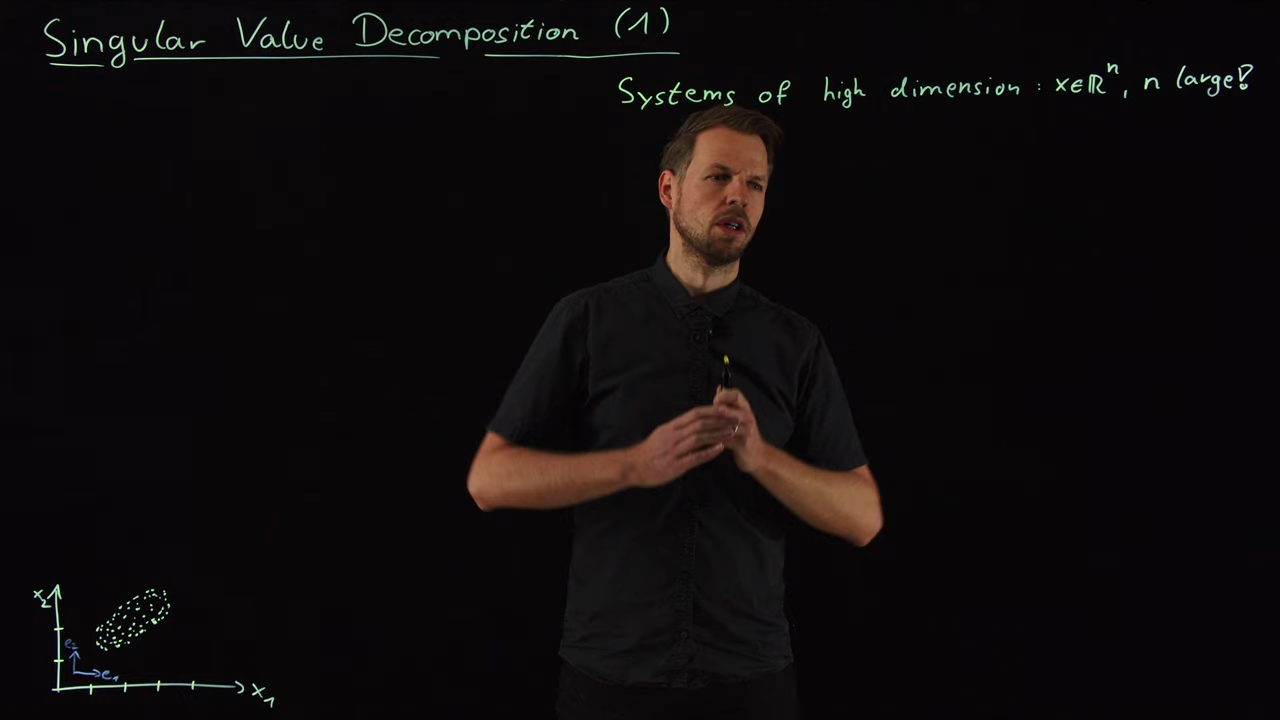 Singular Value Decomposition (1)
Systems of high dimension : x∈ℝⁿ, n large!
x₂
e₂
e₁
x₁